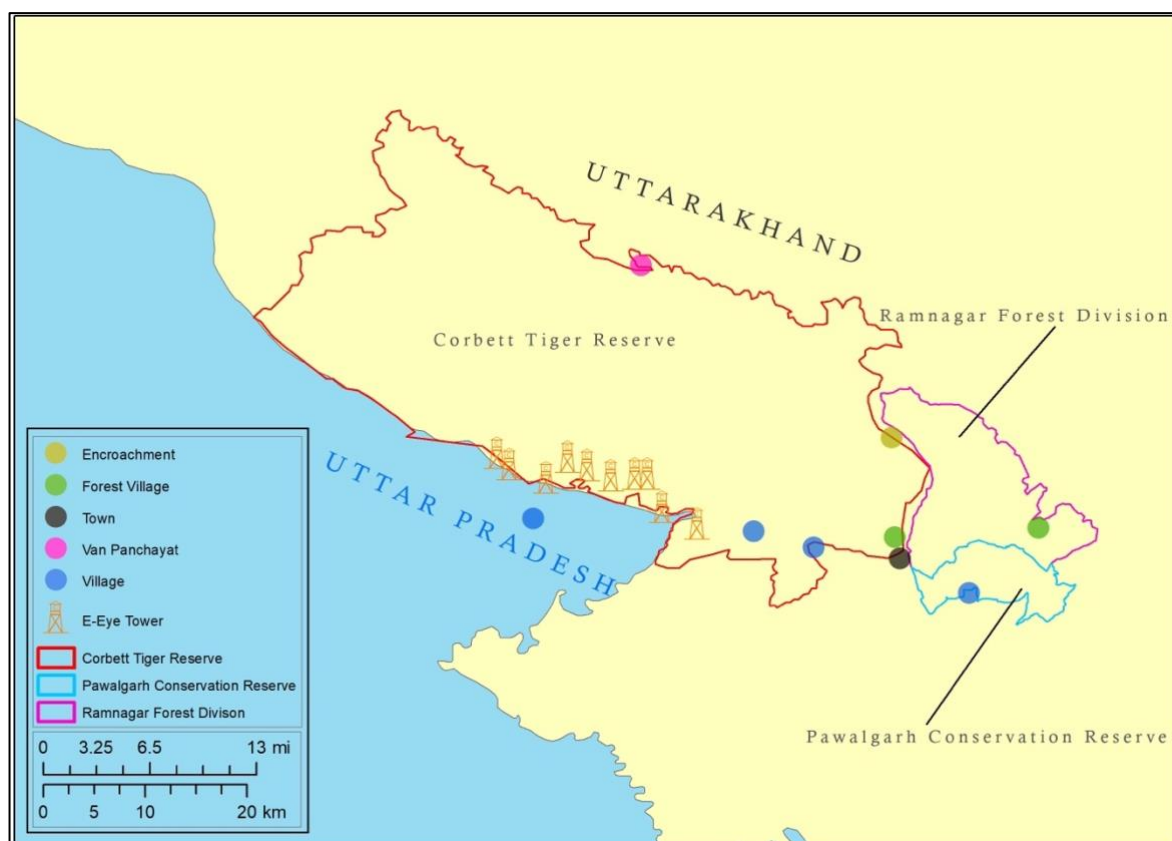 UTTARAKHAND
Ramnagar Forest Division
Corbett Tiger Reserve
UTTAR PRADESH
Pawalgarh Conservation Reserve
Encroachment
Forest Village
Town
Van Panchayat
Village
E-Eye Tower
Corbett Tiger Reserve
Pawalgarh Conservation Reserve
Ramnagar Forest Divison
0 3.25 6.5 13 mi
0 5 10 20 km